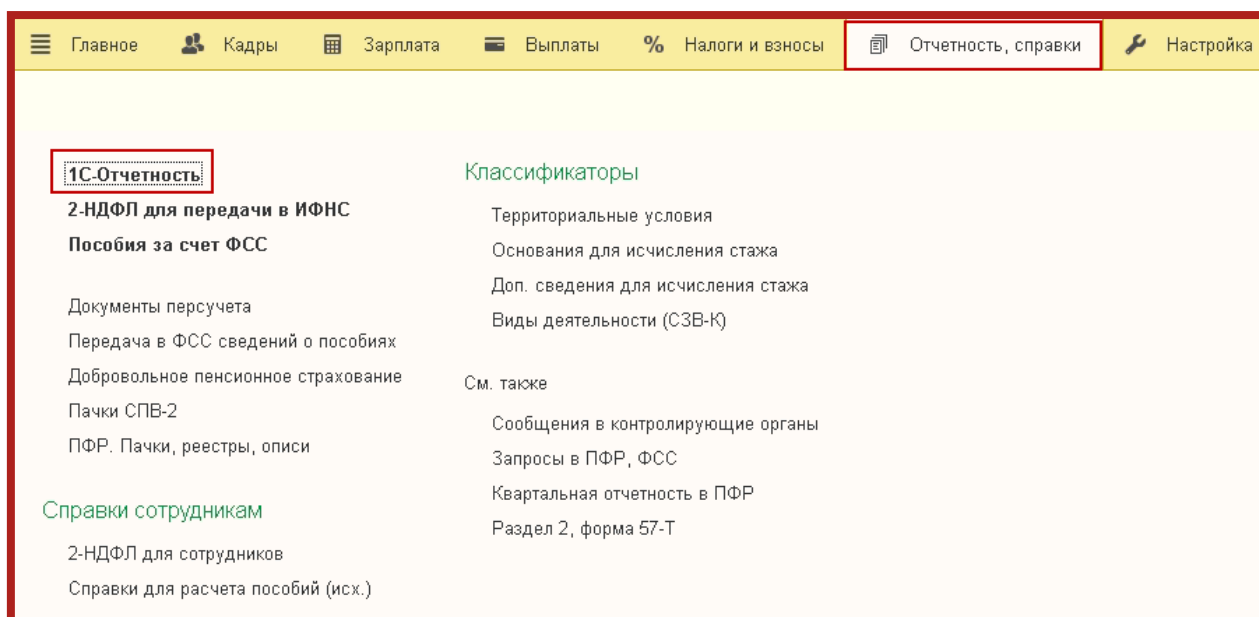 Главное Кадры Зарплата Выплаты % Налоги и взносы Отчетность, справки Настройка
1С-Отчетность
2-НДФЛ для передачи в ИФНС
Пособия за счет ФСС
Документы персучета
Передача в ФСС сведений о пособиях
Добровольное пенсионное страхование
Пачки СПВ-2
ПФР. Пачки, реестры, описи
Справки сотрудникам
2-НДФЛ для сотрудников
Справки для расчета пособий (исх.)
Классификаторы
Территориальные условия
Основания для исчисления стажа
Доп. сведения для исчисления стажа
Виды деятельности (СЗВ-К)
См. также
Сообщения в контролирующие органы
Запросы в ПФР, ФСС
Квартальная отчетность в ПФР
Раздел 2, форма 57-Т